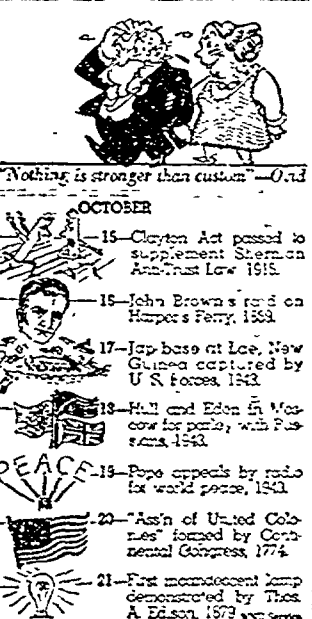 "Nothing is stronger than custom"—Ovid
OCTOBER
15—Clayton Act passed to
supplement Sherman
Anti-Trust Law, 1915.
16—John Brown's raid on
Harper's Ferry, 1859.
17—Jap base at Lae, New
Guinea captured by
U. S. forces, 1943.
18—Hull and Eden in Mos-
cow for parley with Rus-
sians, 1943.
PEACE
19—Pope appeals by radio
for world peace, 1943.
20—"Ass'n of United Colo-
nies" formed by Conti-
nental Congress, 1774.
21—First incandescent lamp
demonstrated by Thos.
A. Edison, 1879